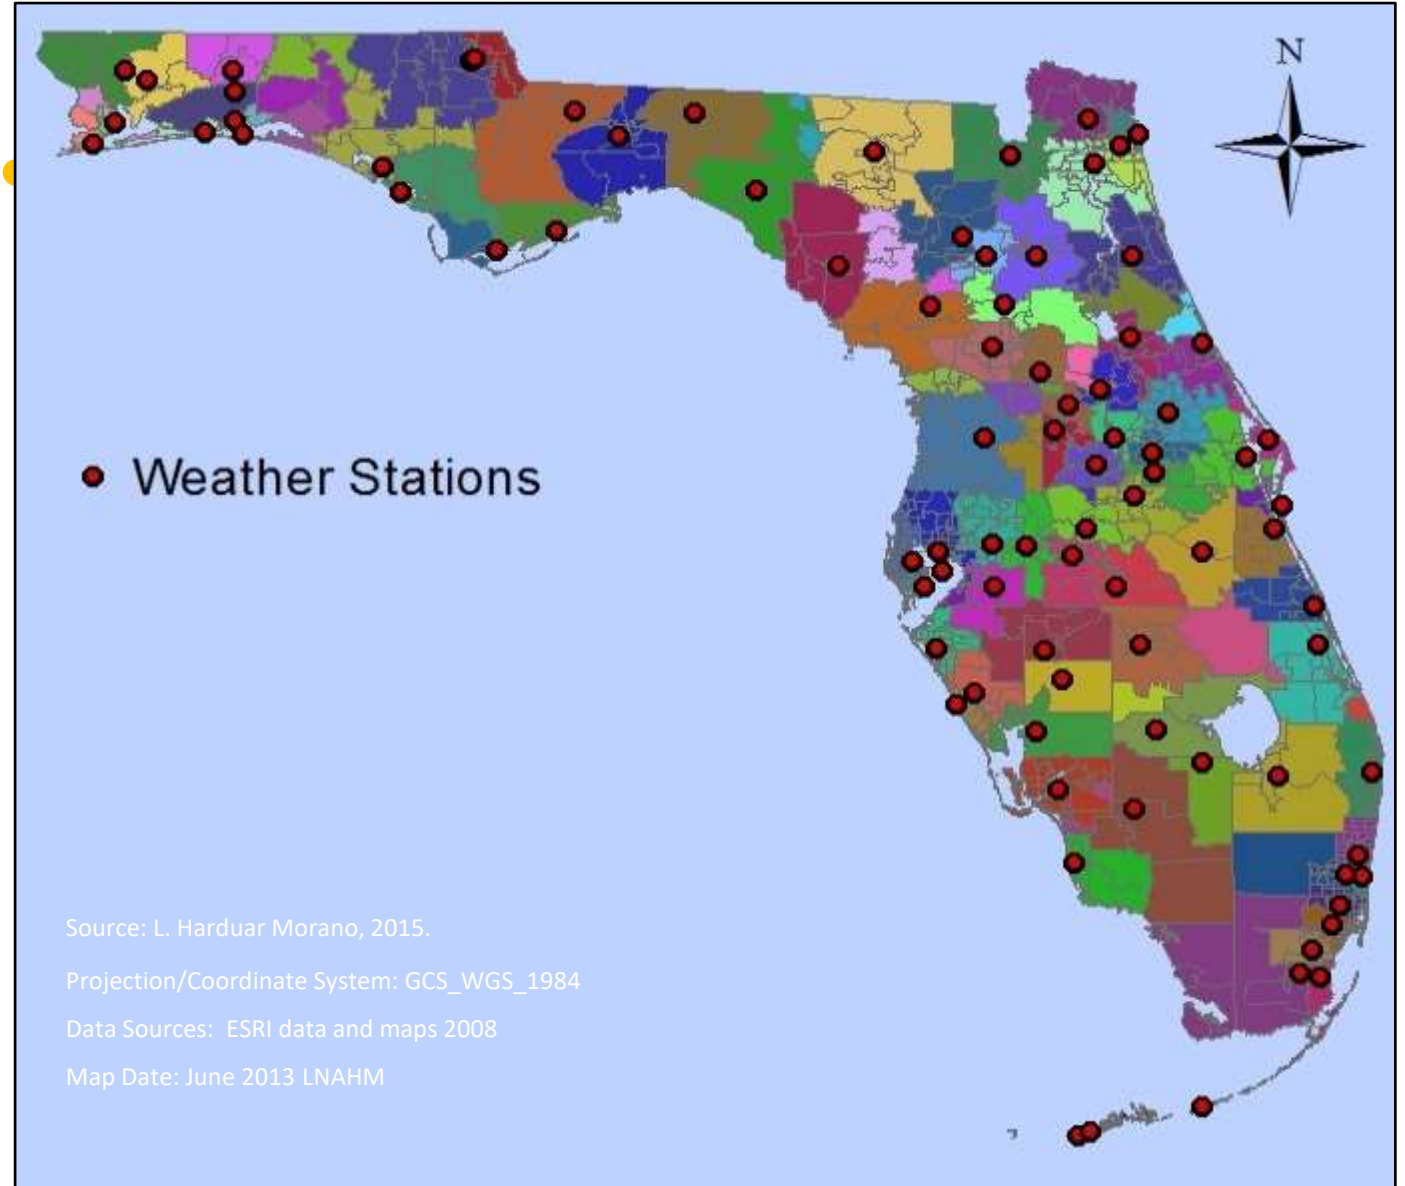 N
Weather Stations
Source: L. Harduar Morano, 2015.
Projection/Coordinate System: GCS_WGS_1984
Data Sources:  ESRI data and maps 2008
Map Date: June 2013 LNAHM